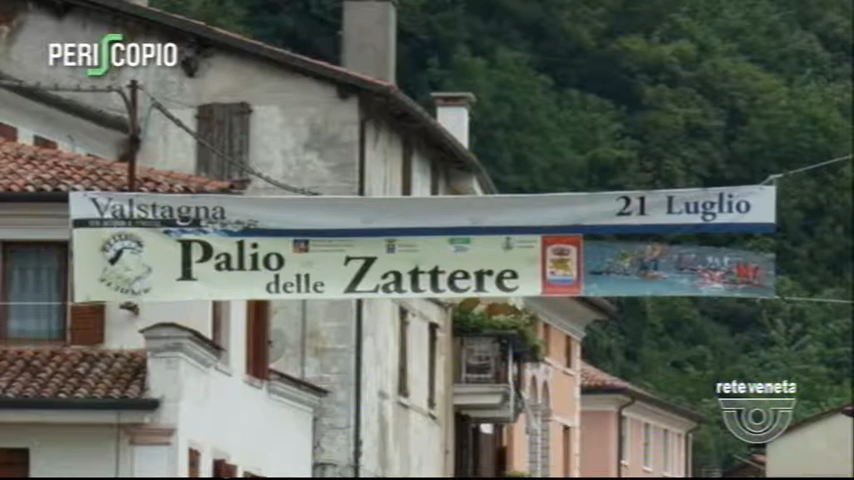 PERISCOPIO
Valstagna
21 Luglio
Palio
delle Zattere
rete veneta